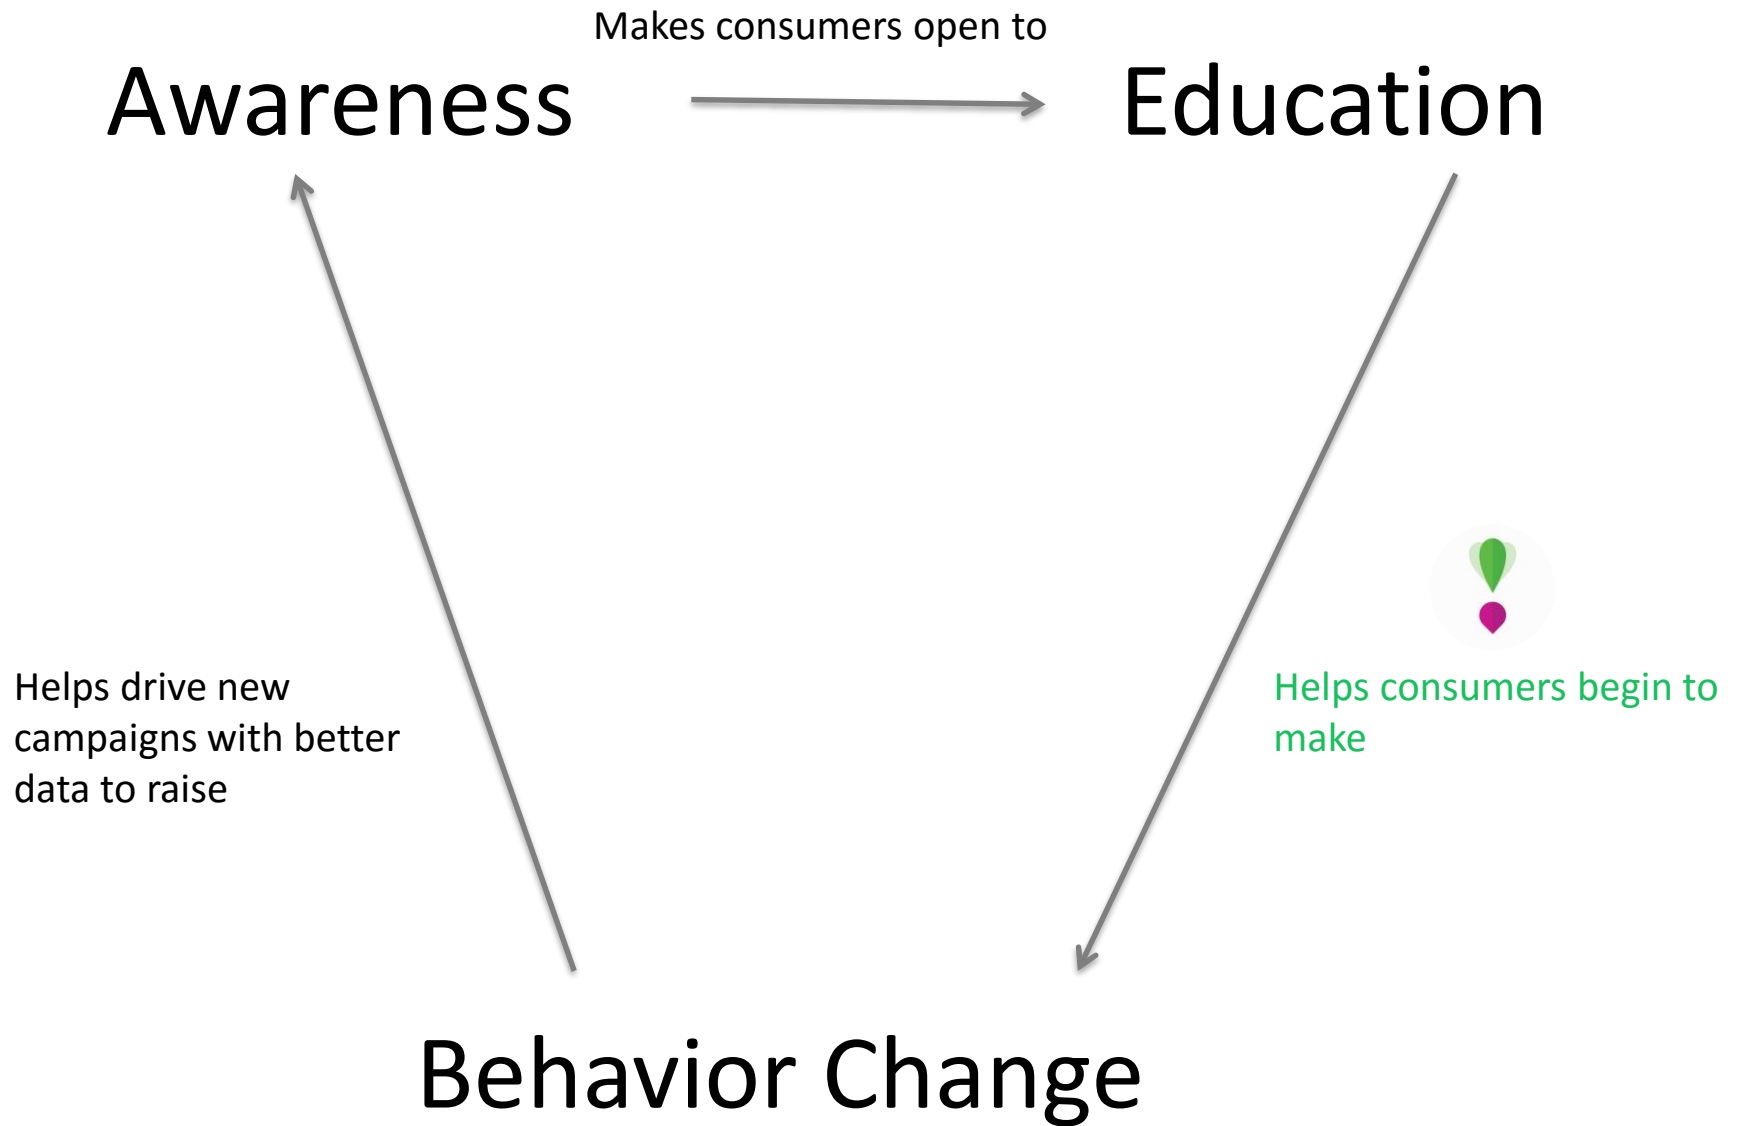 Makes consumers open to
Awareness
Education
Helps drive new
campaigns with better
data to raise
Helps consumers begin to
make
Behavior Change